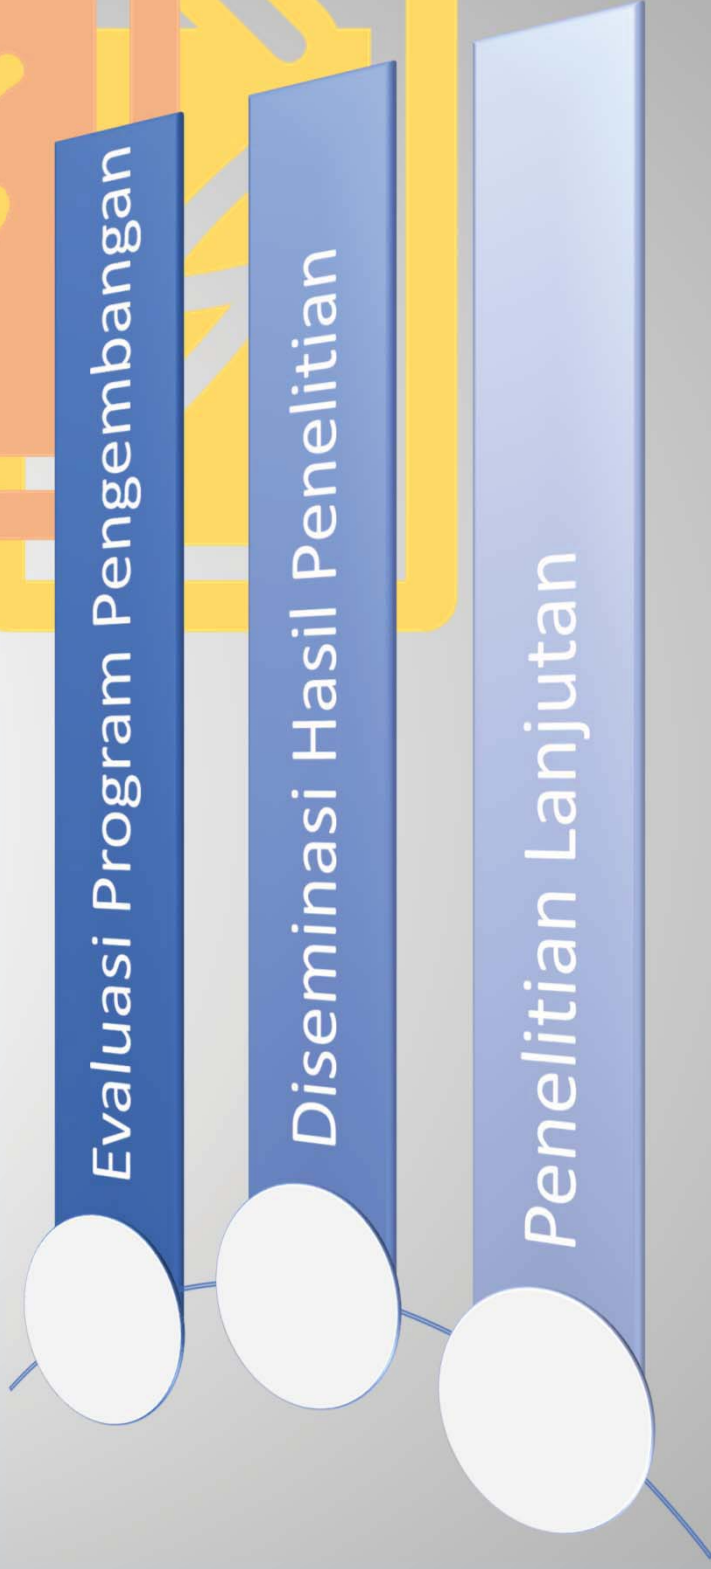 Evaluasi Program Pengembangan
Diseminasi Hasil Penelitian
Penelitian Lanjutan